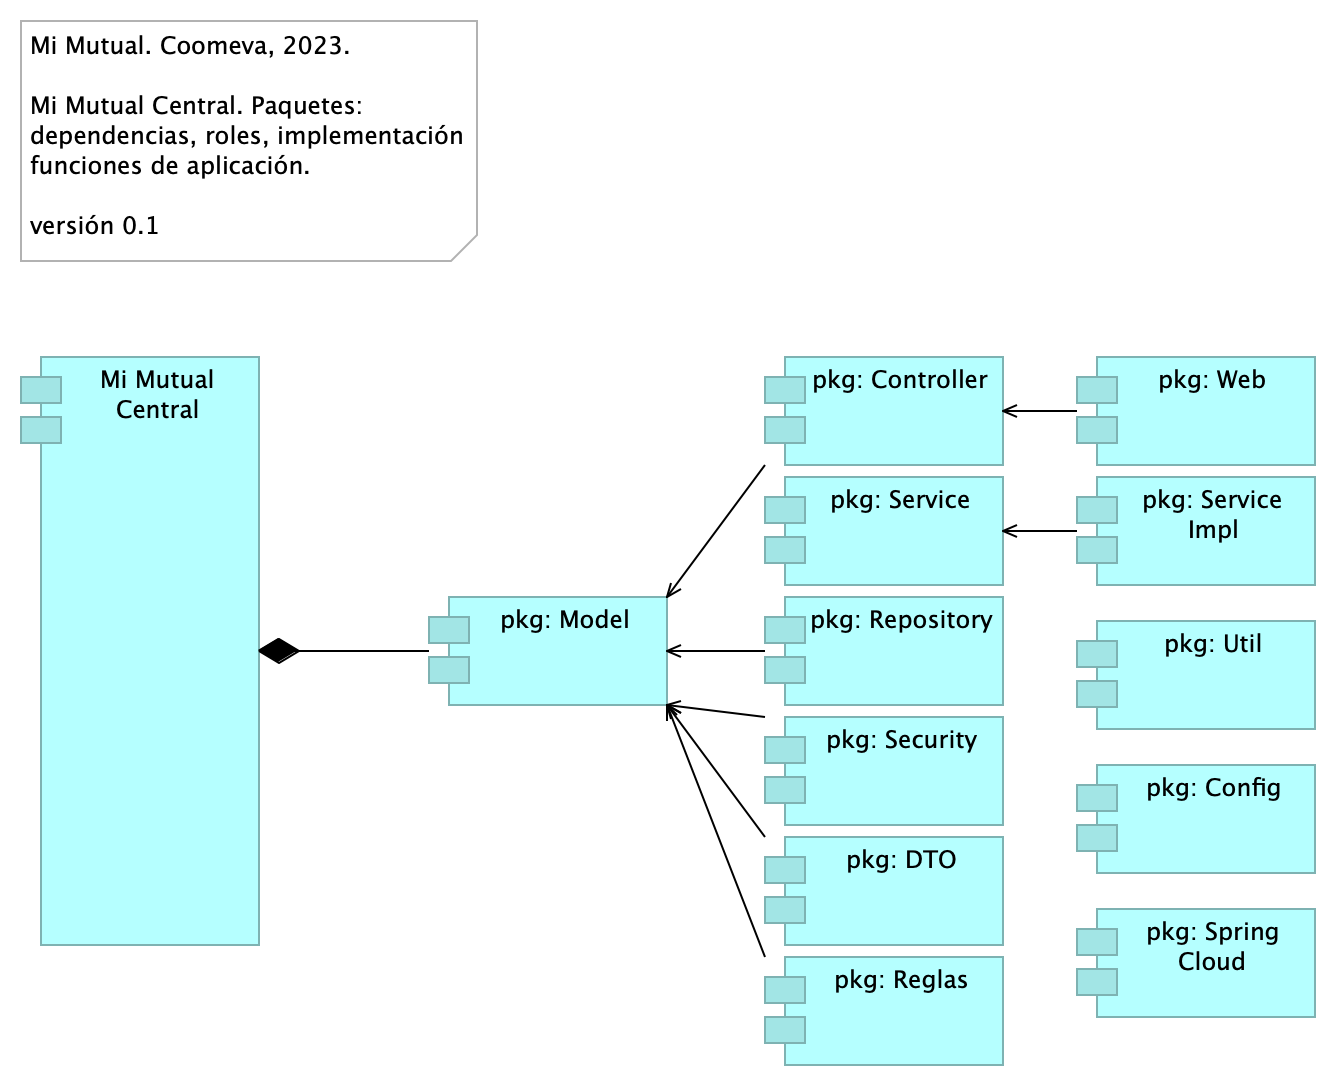 Mi Mutual. Coomeva, 2023.
Mi Mutual Central. Paquetes:
dependencias, roles, implementación
funciones de aplicación.
versión 0.1
Mi Mutual
Central
pkg: Model
pkg: Controller
pkg: Service
pkg: Repository
pkg: Security
pkg: DTO
pkg: Reglas
pkg: Web
pkg: Service
Impl
pkg: Util
pkg: Config
pkg: Spring
Cloud